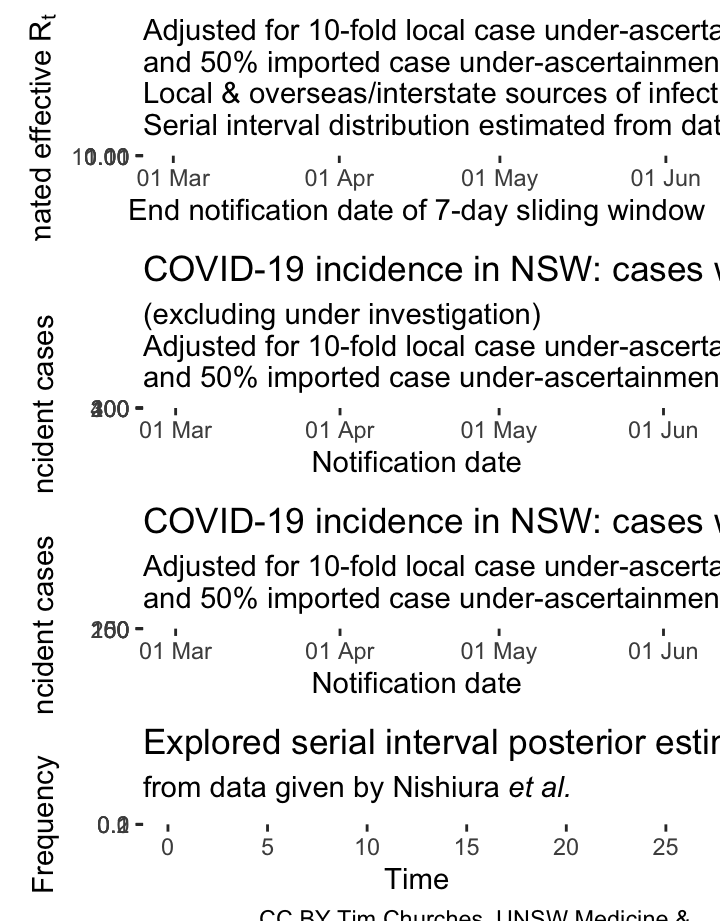 nated effective Rt
Adjusted for 10-fold local case under-ascerta
and 50% imported case under-ascertainmen
Local & overseas/interstate sources of infect
Serial interval distribution estimated from dat
01 Mar 01 Apr 01 May 01 Jun
End notification date of 7-day sliding window
COVID-19 incidence in NSW: cases w
(excluding under investigation)
Adjusted for 10-fold local case under-ascerta
and 50% imported case under-ascertainmen
ncident cases
01 Mar 01 Apr 01 May 01 Jun
Notification date
COVID-19 incidence in NSW: cases w
Adjusted for 10-fold local case under-ascerta
and 50% imported case under-ascertainmen
ncident cases
01 Mar 01 Apr 01 May 01 Jun
Notification date
Explored serial interval posterior estin
from data given by Nishiura et al.
Frequency
0 5 10 15 20 25
Time
CC BY Tim Churches, UNSW Medicine &